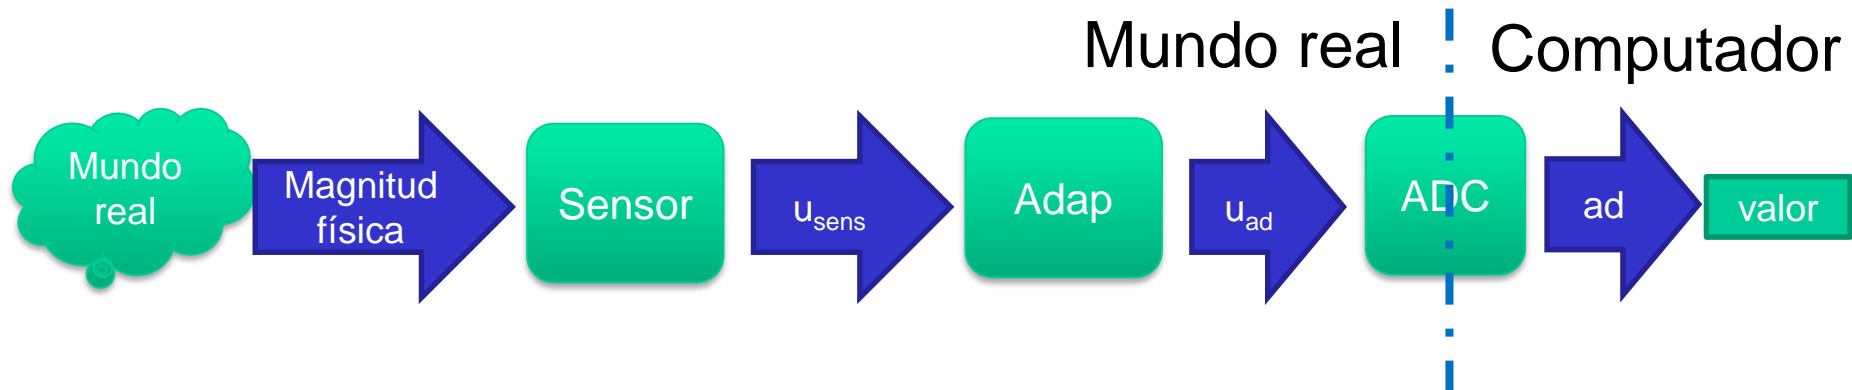 Mundo real
Computador
Mundo
real
Magnitud
física
Sensor
usens
Adap
uad
ADC
ad
valor